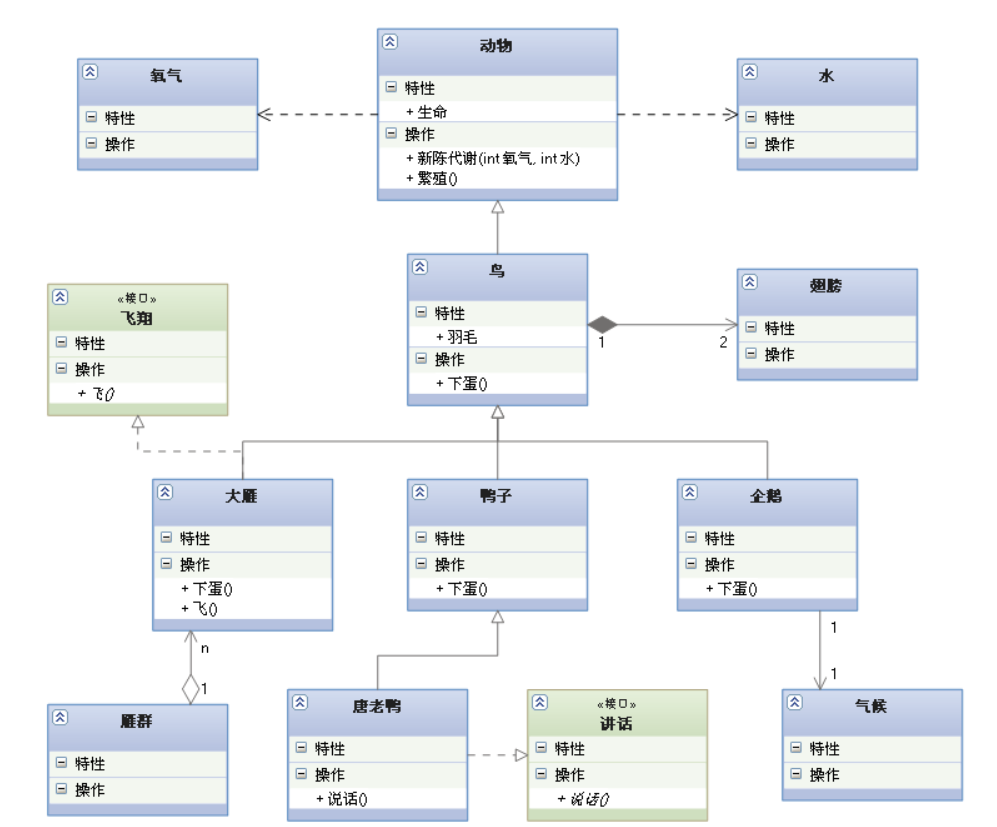 动物
特性
+ 生命
操作
+ 新陈代谢(int 氧气, int 水)
+ 繁殖()
氧气
特性
操作
水
特性
操作
鸟
特性
+ 羽毛
操作
+ 下蛋()
1
2
翅膀
特性
操作
«接口»
飞翔
特性
操作
+ 飞()
大雁
特性
操作
+ 下蛋()
+ 飞()
鸭子
特性
操作
+ 下蛋()
企鹅
特性
操作
+ 下蛋()
n
1
1
1
雁群
特性
操作
唐老鸭
特性
操作
+ 说话()
«接口»
讲话
特性
操作
+ 说话()
气候
特性
操作